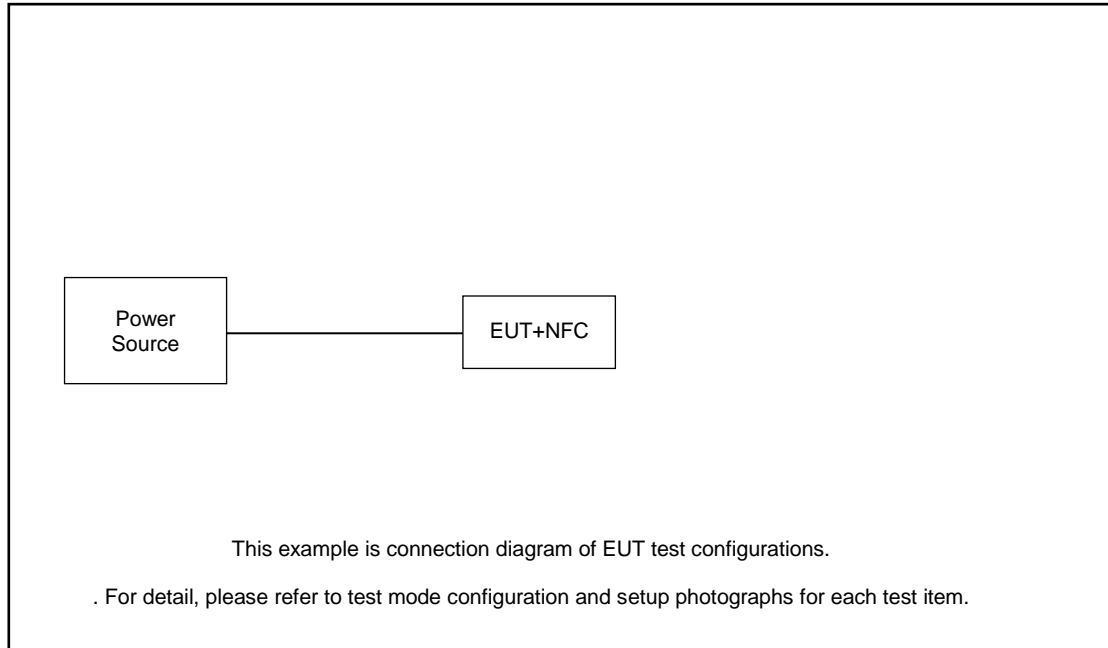 Power
Source
EUT+NFC
This example is connection diagram of EUT test configurations.
. For detail, please refer to test mode configuration and setup photographs for each test item.